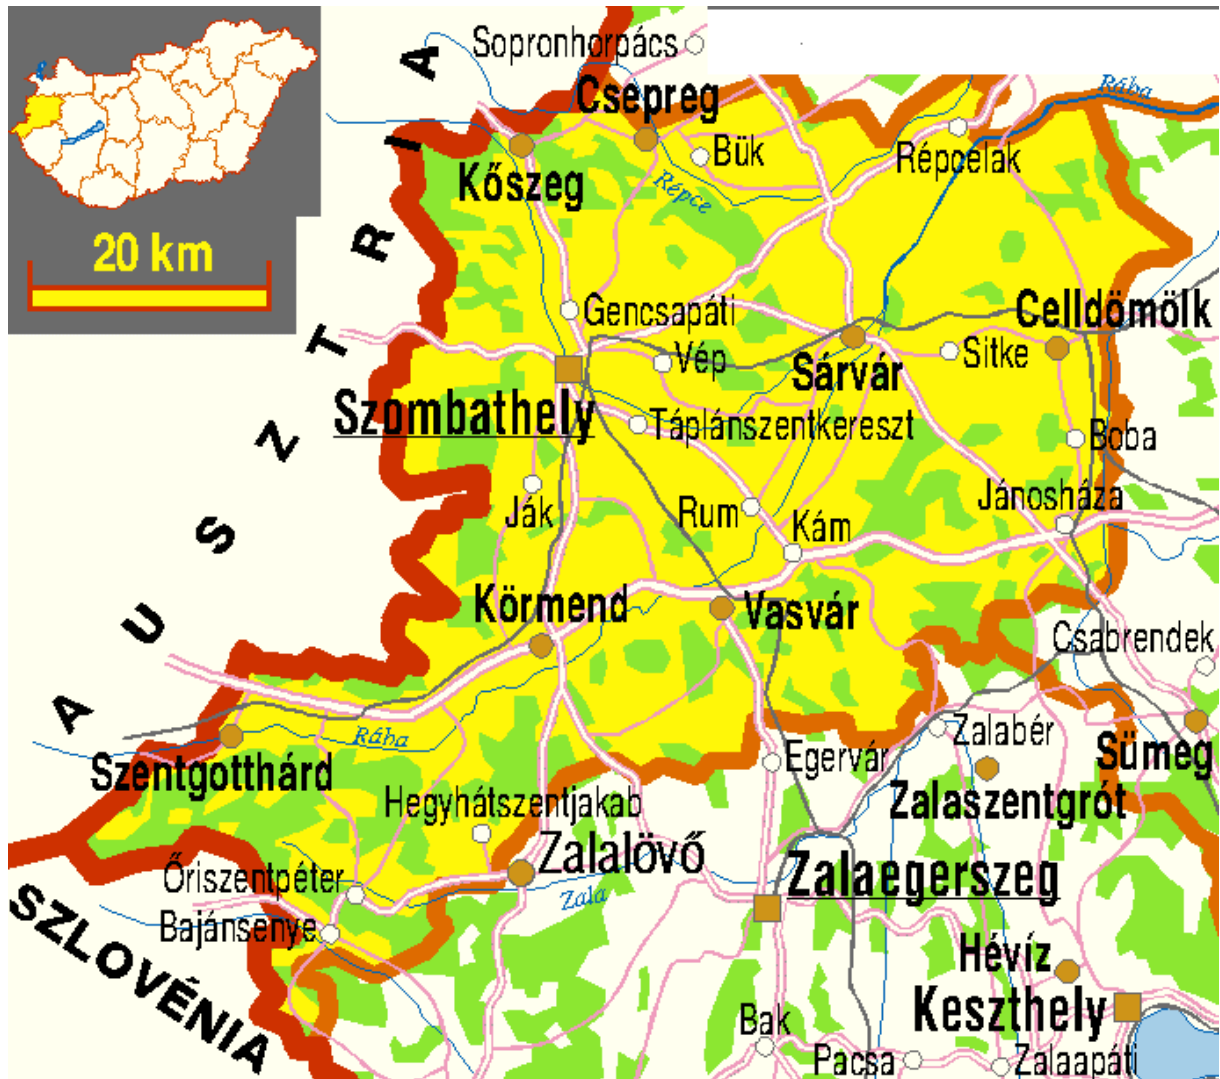 20 km
AUSZTRIA
SZLOVÉNIA
Sopronhorpács
Csepreg
Rába
Bük
Répcelak
Kőszeg
Répce
Gencsapáti
Celldömölk
Vép
Sárvár
Sitke
Szombathely
Táplánszentkereszt
Boba
Ják
Rum
Kám
Jánosháza
Körmend
Vasvár
Csabrendek
Rába
Szentgotthárd
Egervár
Zalabér
Sümeg
Hegyhátszentjakab
Zalaszentgrót
Zalalövő
Őriszentpéter
Zala
Zalaegerszeg
Bajánsenye
Hévíz
Keszthely
Bak
Pacsa
Zalaapáti